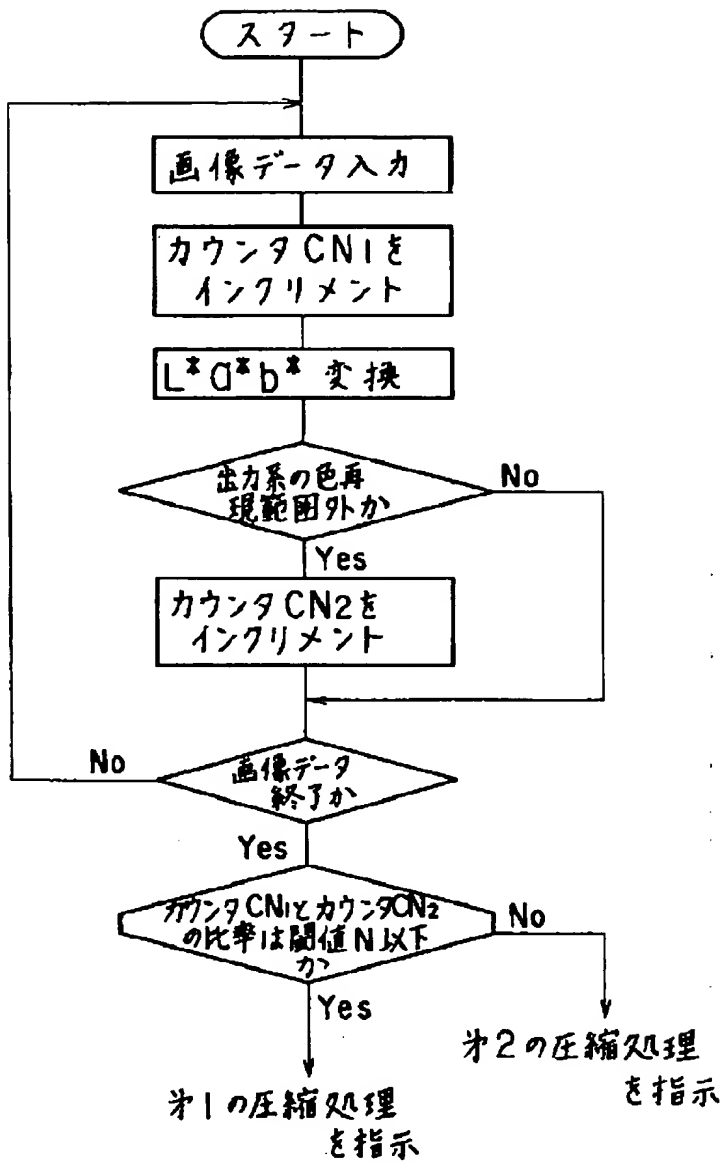 スタート
画像データ入力
カウンタCN1を
インクリメント
L*a*b* 変換
出力系の色再
現範囲外か
No
Yes
カウンタCN2を
インクリメント
No
画像データ
終了か
Yes
カウンタCN1とカウンタCN2
の比率は閾値N以下
か
No
Yes
第2の圧縮処理
を指示
第1の圧縮処理
を指示